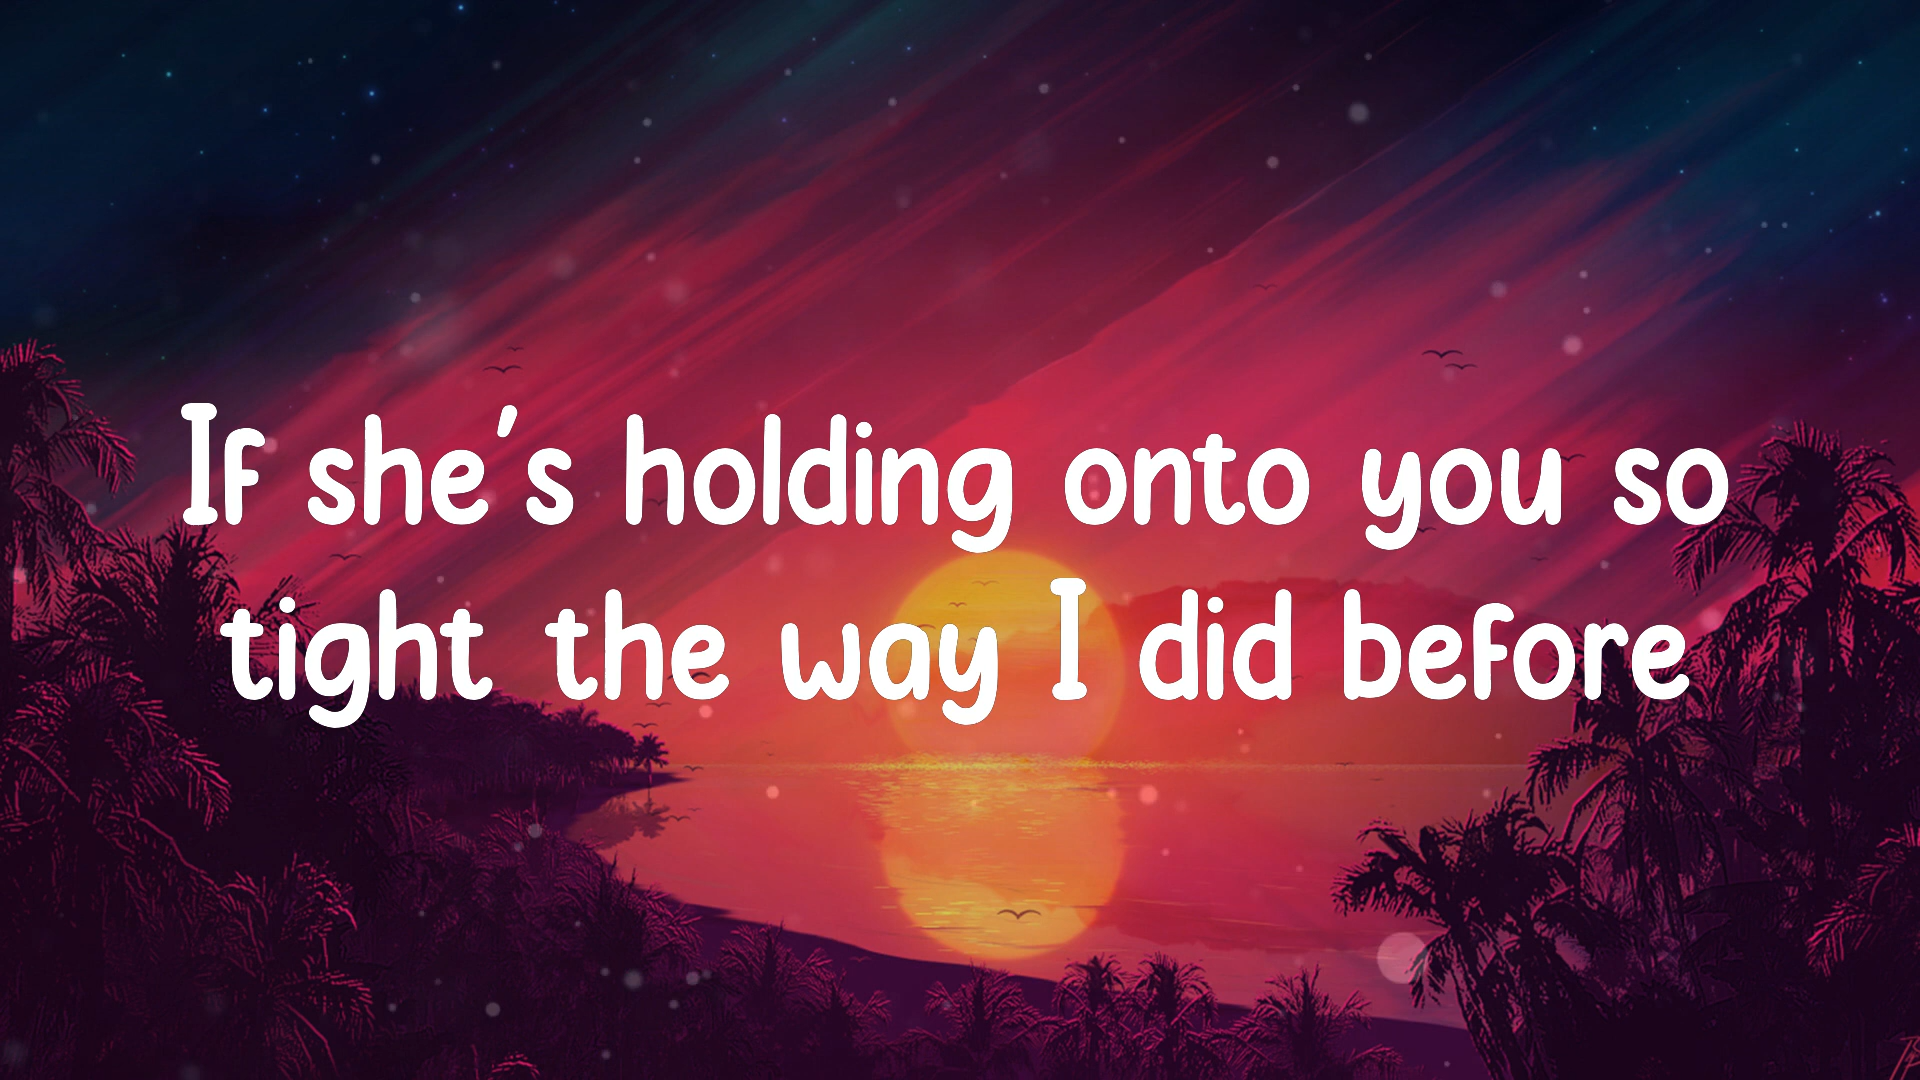 If she's holding onto you so
tight the way I did before